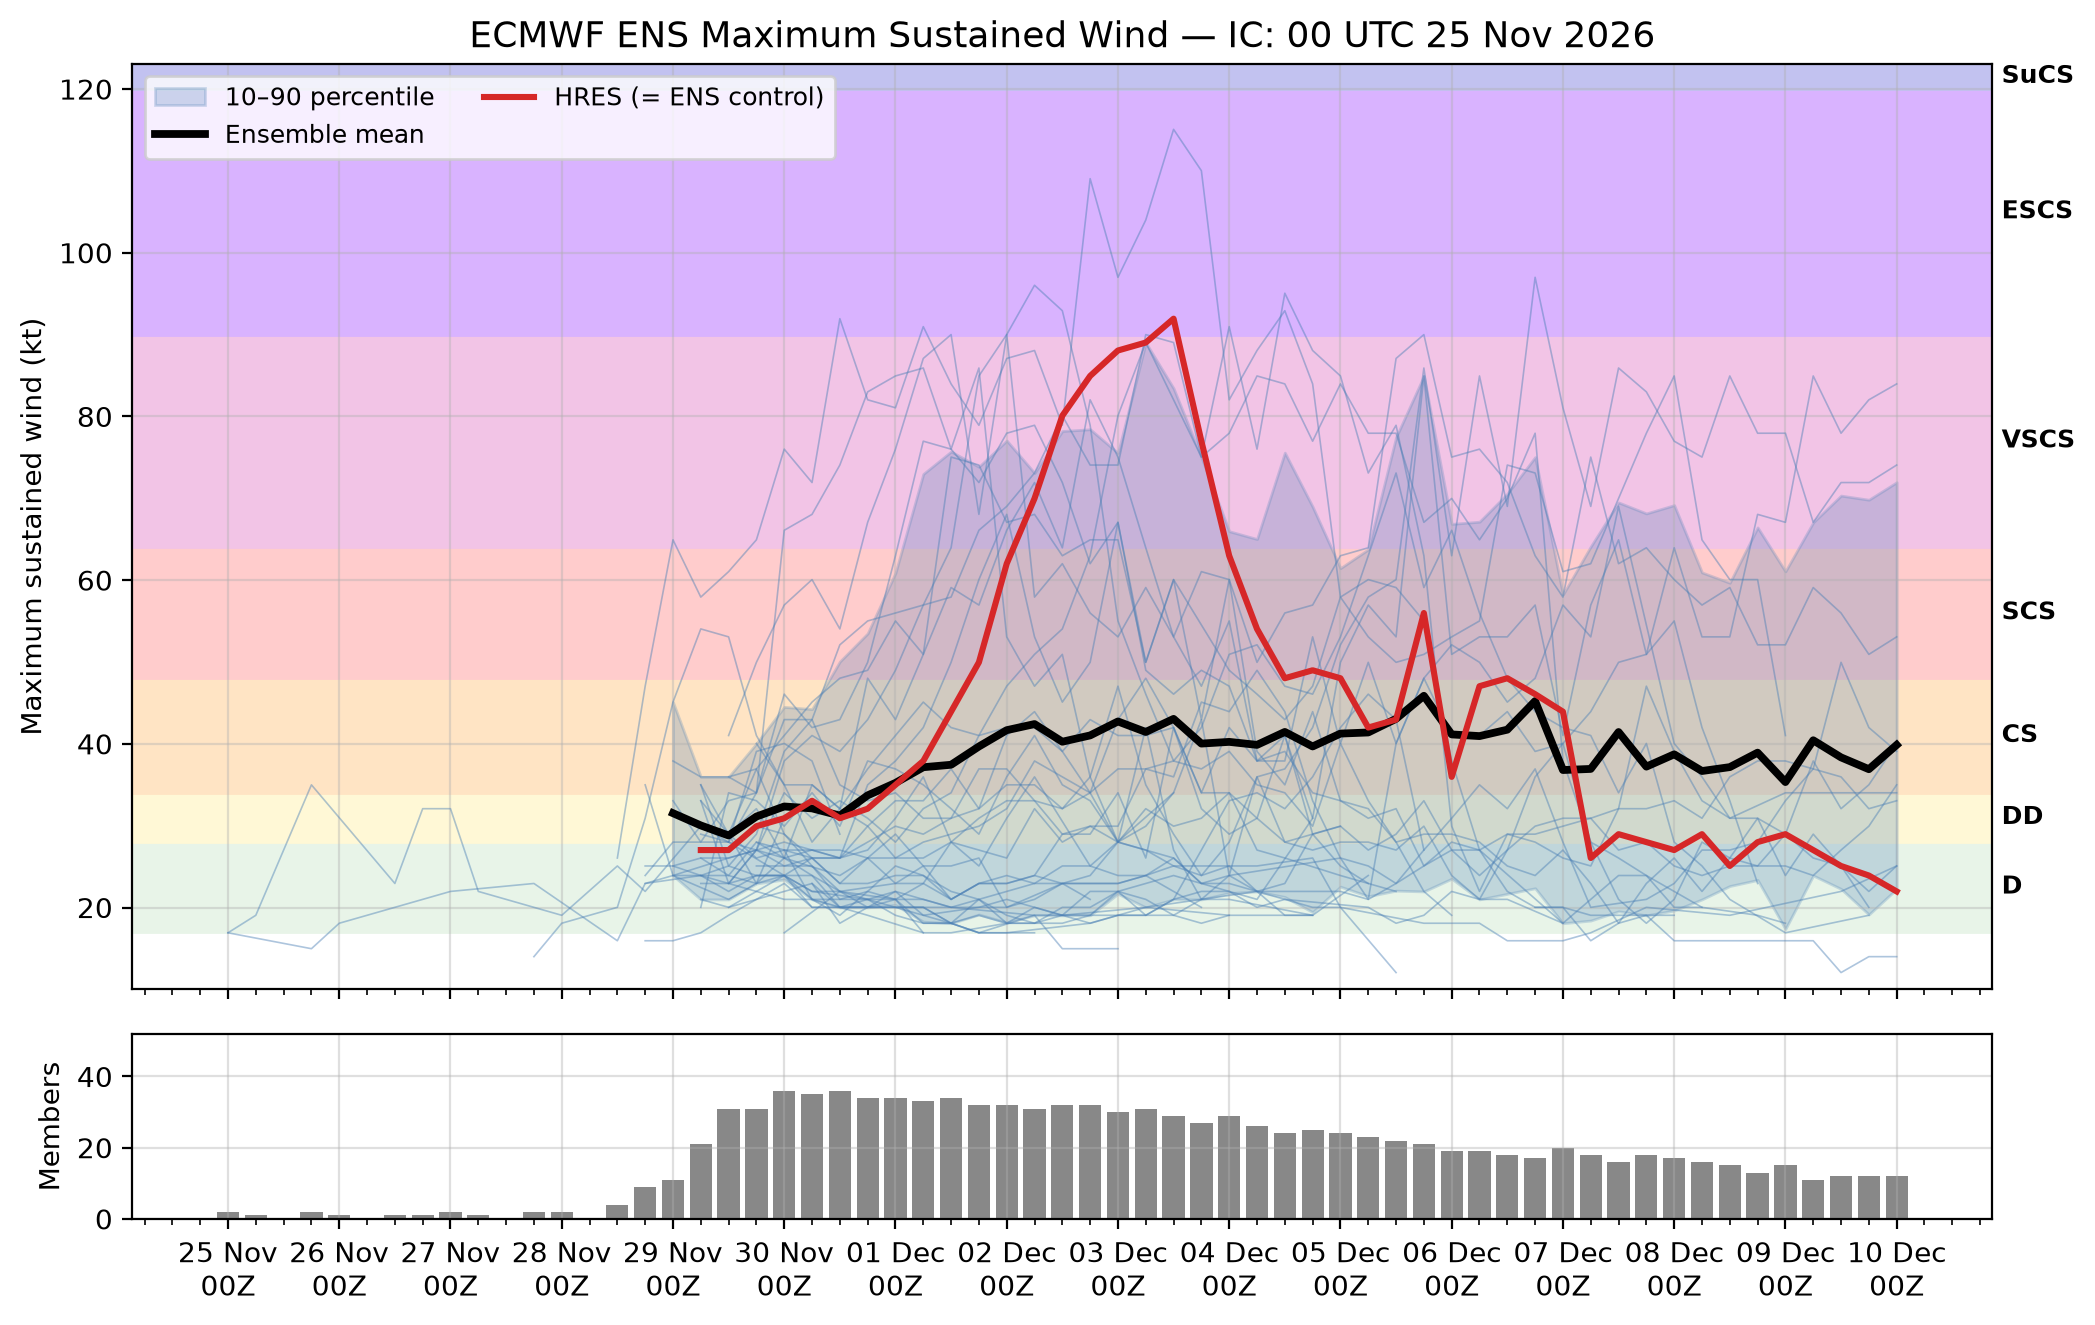 ECMWF ENS Maximum Sustained Wind — IC: 00 UTC 25 Nov 2026
10–90 percentile
Ensemble mean
HRES (= ENS control)
Maximum sustained wind (kt)
120
100
80
60
40
20
SuCS
ESCS
VSCS
SCS
CS
DD
D
Members
40
20
0
25 Nov 26 Nov 27 Nov 28 Nov 29 Nov 30 Nov 01 Dec 02 Dec 03 Dec 04 Dec 05 Dec 06 Dec 07 Dec 08 Dec 09 Dec 10 Dec
00Z 00Z 00Z 00Z 00Z 00Z 00Z 00Z 00Z 00Z 00Z 00Z 00Z 00Z 00Z 00Z